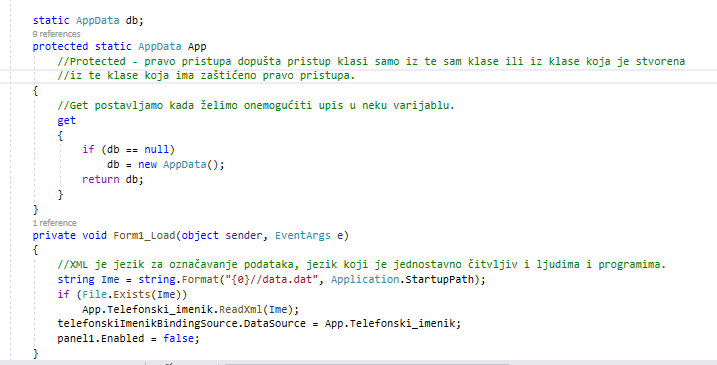 static AppData db;
9 references
protected static AppData App
//Protected - pravo pristupa dopušta pristup klasi samo iz te sam klase ili iz klase koja je stvorena
//iz te klase koja ima zaštićeno pravo pristupa.
{
//Get postavljamo kada želimo onemogućiti upis u neku varijablu.
get
{
if (db == null)
db = new AppData();
return db;
}
}
1 reference
private void Form1_Load(object sender, EventArgs e)
{
//XML je jezik za označavanje podataka, jezik koji je jednostavno čitvljiv i ljudima i programima.
string Ime = string.Format("{0}//data.dat", Application.StartupPath);
if (File.Exists(Ime))
App.Telefonski_imenik.ReadXml(Ime);
telefonskiImenikBindingSource.DataSource = App.Telefonski_imenik;
panel1.Enabled = false;
}